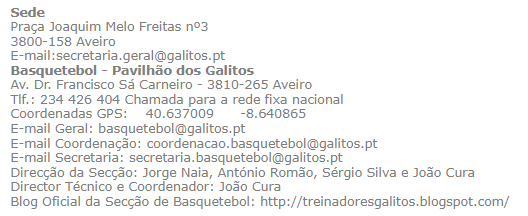 Sede
Praça Joaquim Melo Freitas nº3
3800-158 Aveiro
E-mail:secretaria.geral@galitos.pt
Basquetebol - Pavilhão dos Galitos
Av. Dr. Francisco Sá Carneiro - 3810-265 Aveiro
Tlf.: 234 426 404 Chamada para a rede fixa nacional
Coordenadas GPS: 40.637009 -8.640865
E-mail Geral: basquetebol@galitos.pt
E-mail Coordenação: coordenacao.basquetebol@galitos.pt
E-mail Secretaria: secretaria.basquetebol@galitos.pt
Direcção da Secção: Jorge Naia, António Romão, Sérgio Silva e João Cura
Director Técnico e Coordenador: João Cura
Blog Oficial da Secção de Basquetebol: http://treinadoresgalitos.blogspot.com/